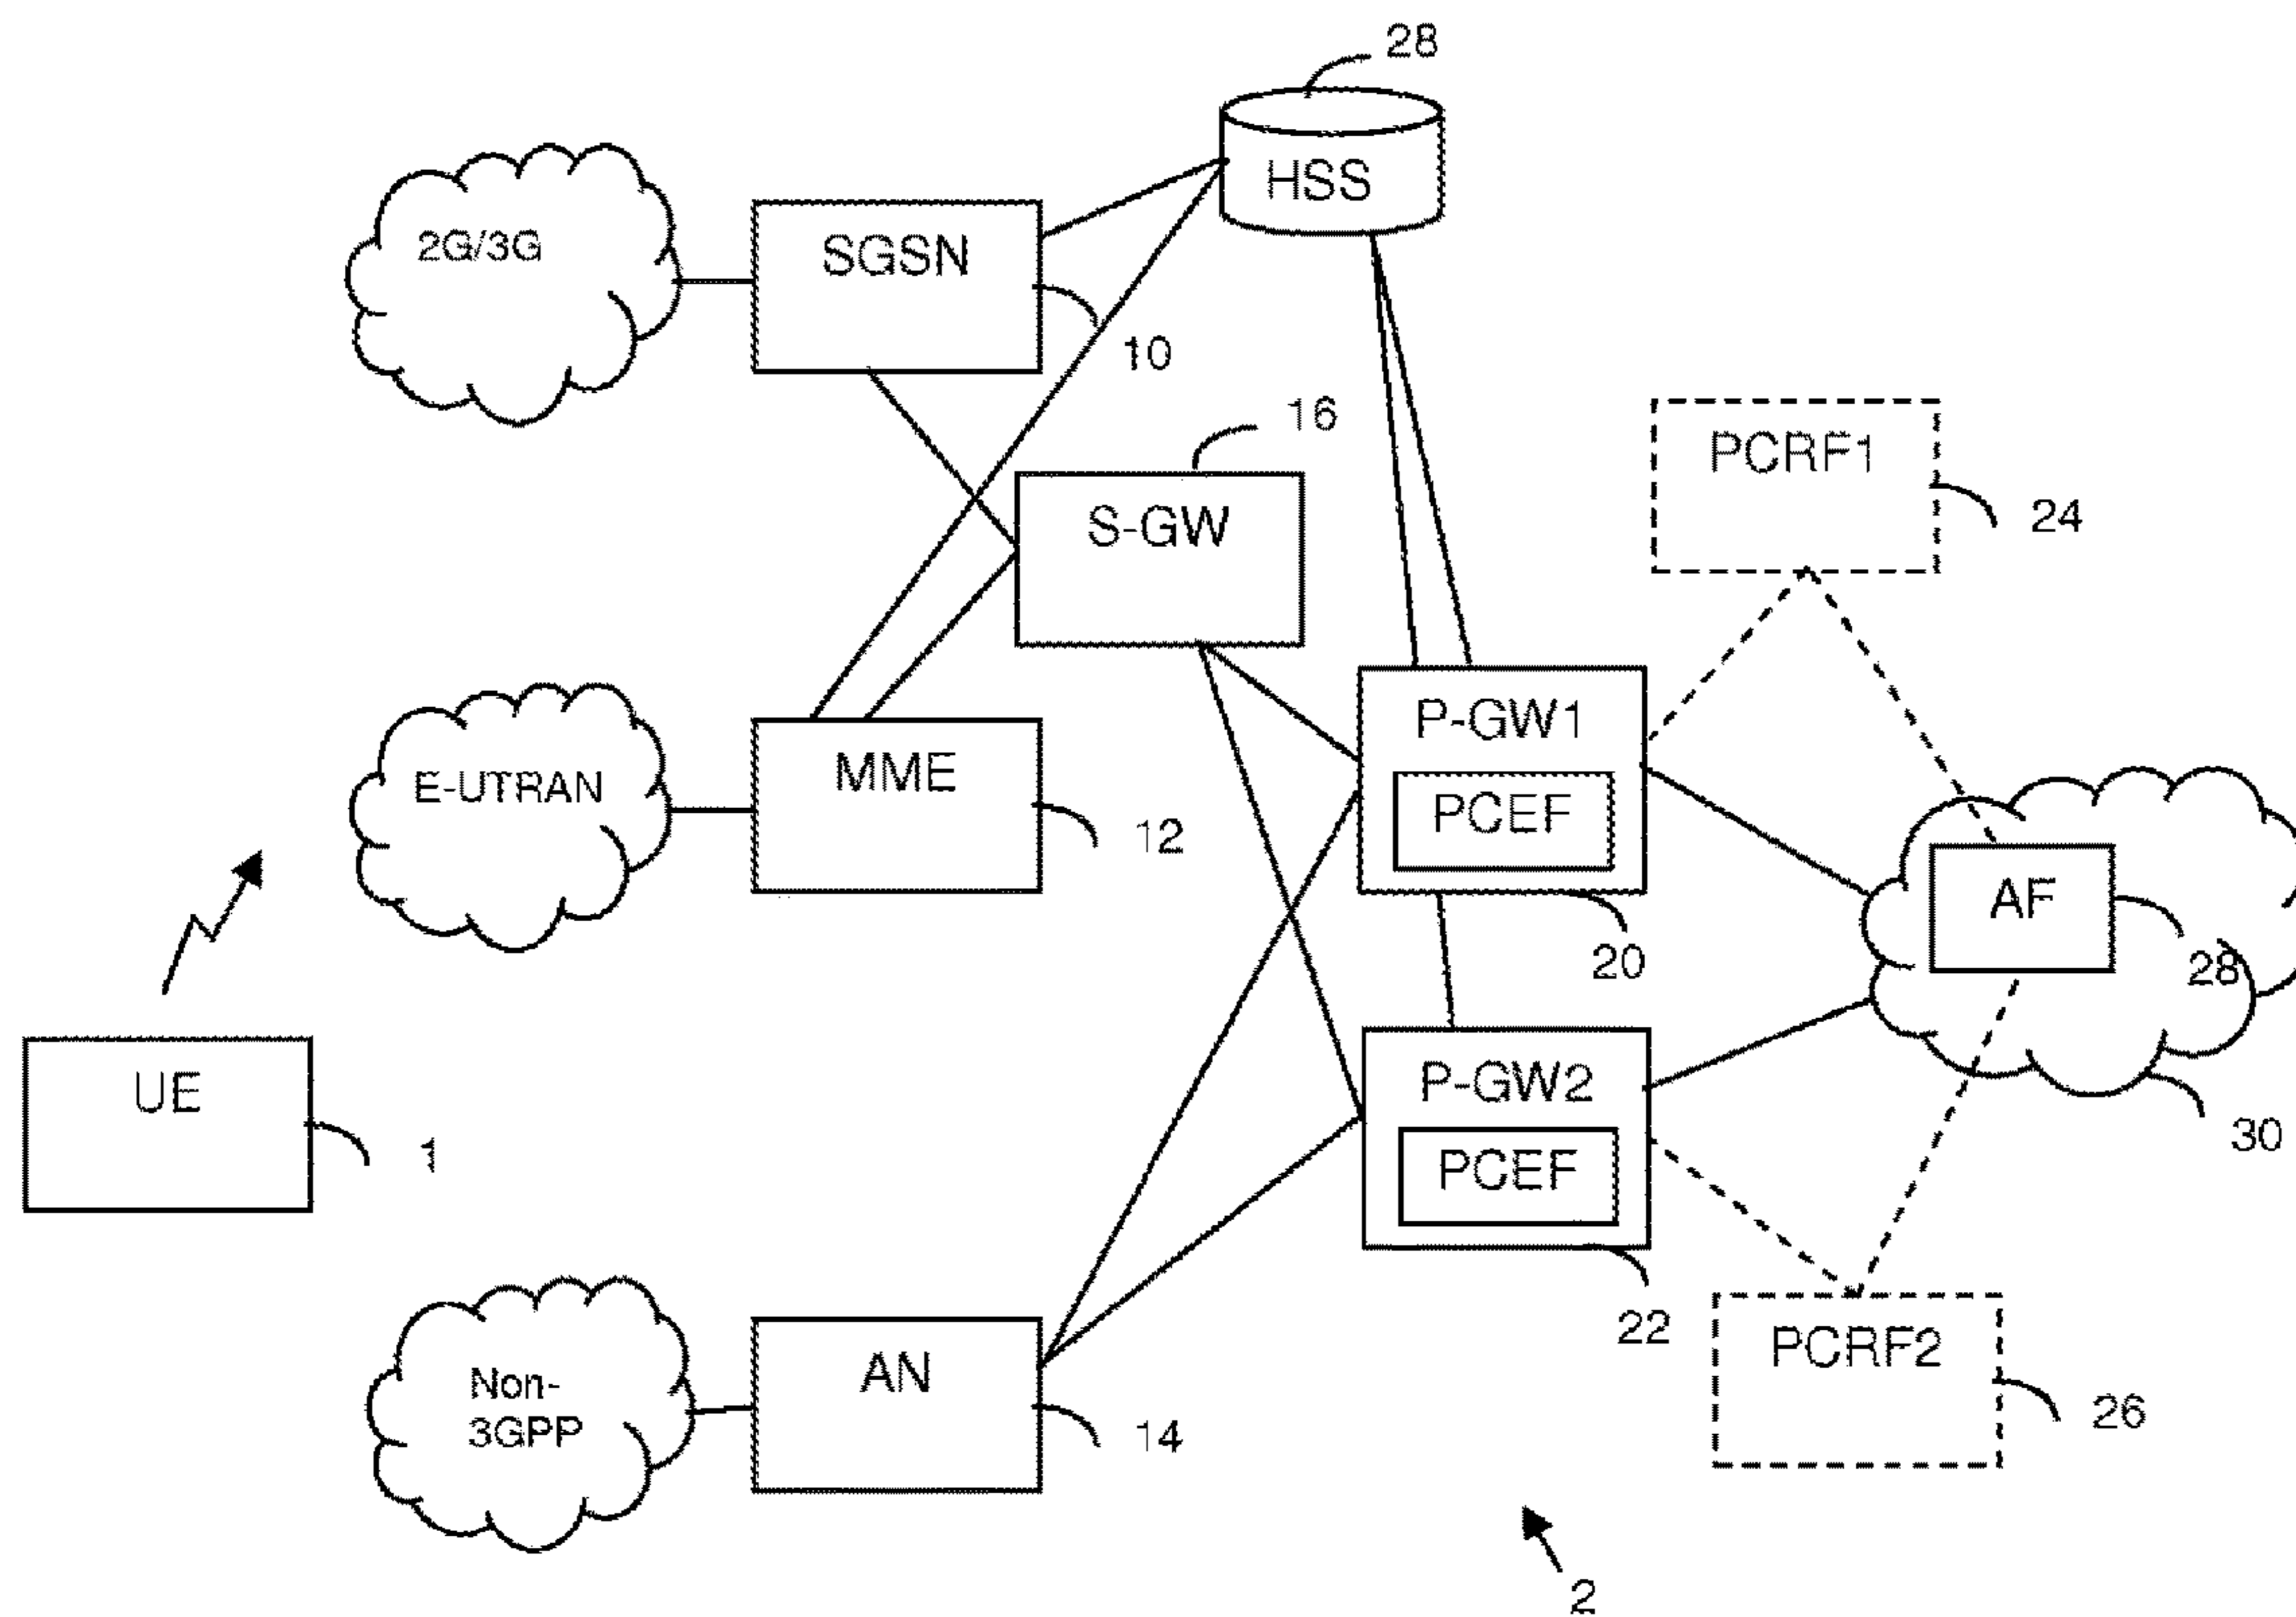 28
HSS
2G/3G
SGSN
10
16
S-GW
PCRF1
24
E-UTRAN
MME
12
P-GW1
PCEF
20
AF
28
UE
1
P-GW2
PCEF
22
30
Non-
3GPP
AN
14
PCRF2
26
2